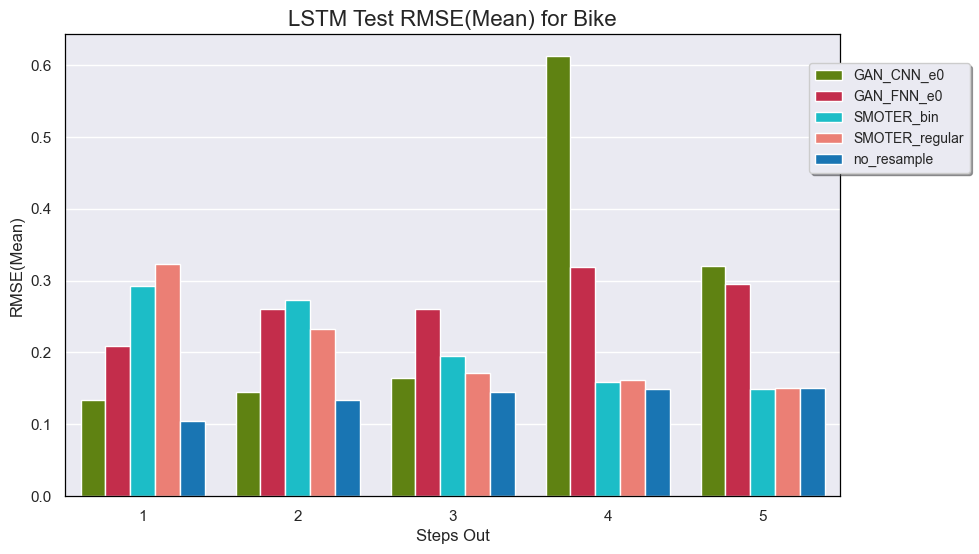 LSTM Test RMSE(Mean) for Bike
RMSE(Mean)
0.6
0.5
0.4
0.3
0.2
0.1
0.0
GAN_CNN_e0
GAN_FNN_e0
SMOTER_bin
SMOTER_regular
no_resample
1 2 3 4 5
Steps Out